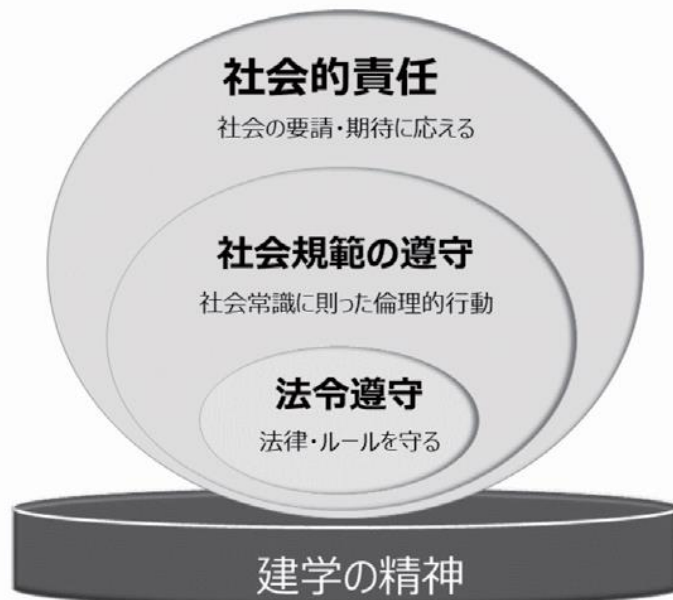 社会的責任
社会の要請・期待に応える
社会規範の遵守
社会常識に則った倫理的行動
法令遵守
法律・ルールを守る
建学の精神